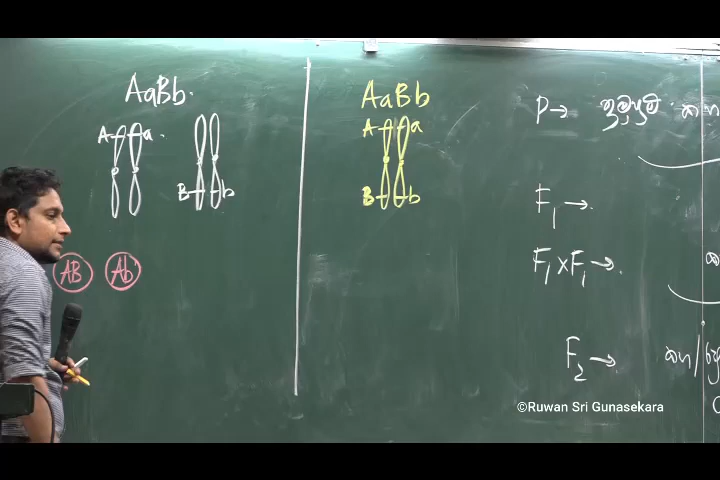 AaBb.
A a.
B b
AB Ab
AaBb
A a
B b
P →
F₁ →.
F₁ x F₁ →.
F₂ →
©Ruwan Sri Gunasekara